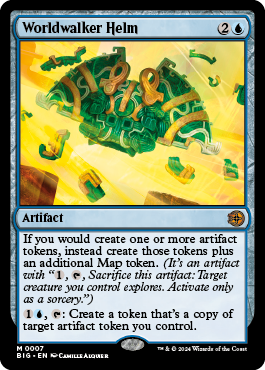 Worldwalker Helm 2
Artifact
If you would create one or more artifact
tokens, instead create those tokens plus
an additional Map token. (It's an artifact
with “1, , Sacrifice this artifact: Target
creature you control explores. Activate only
as a sorcery.”)
1 , : Create a token that's a copy of
target artifact token you control.
M 0007
BIG • EN CAMILLE ALQUIER
™ & © 2024 Wizards of the Coast